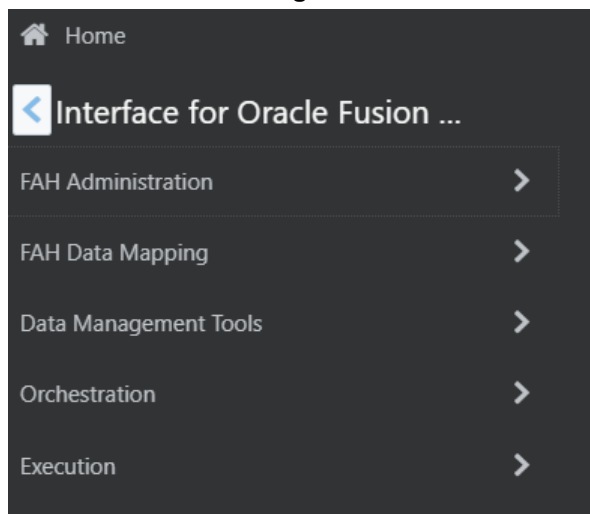 Home
Interface for Oracle Fusion ...
FAH Administration
FAH Data Mapping
Data Management Tools
Orchestration
Execution